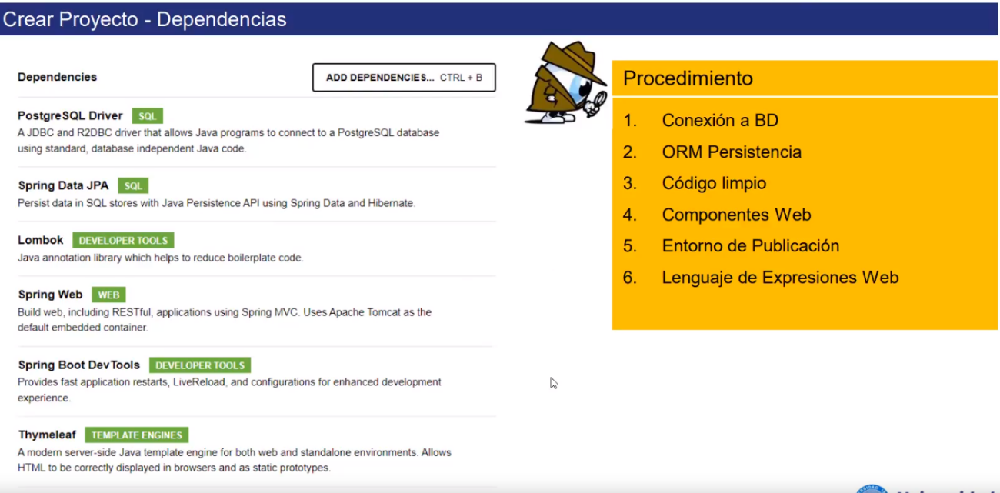 Crear Proyecto - Dependencias
Dependencies
ADD DEPENDENCIES... CTRL + B
PostgreSQL Driver SQL
A JDBC and R2DBC driver that allows Java programs to connect to a PostgreSQL database
using standard, database independent Java code.
Spring Data JPA SQL
Persist data in SQL stores with Java Persistence API using Spring Data and Hibernate.
Lombok DEVELOPER TOOLS
Java annotation library which helps to reduce boilerplate code.
Spring Web WEB
Build web, including RESTful, applications using Spring MVC. Uses Apache Tomcat as the
default embedded container.
Spring Boot DevTools DEVELOPER TOOLS
Provides fast application restarts, LiveReload, and configurations for enhanced development
experience.
Thymeleaf TEMPLATE ENGINES
A modern server-side Java template engine for both web and standalone environments. Allows
HTML to be correctly displayed in browsers and as static prototypes.
Procedimiento
1. Conexión a BD
2. ORM Persistencia
3. Código limpio
4. Componentes Web
5. Entorno de Publicación
6. Lenguaje de Expresiones Web